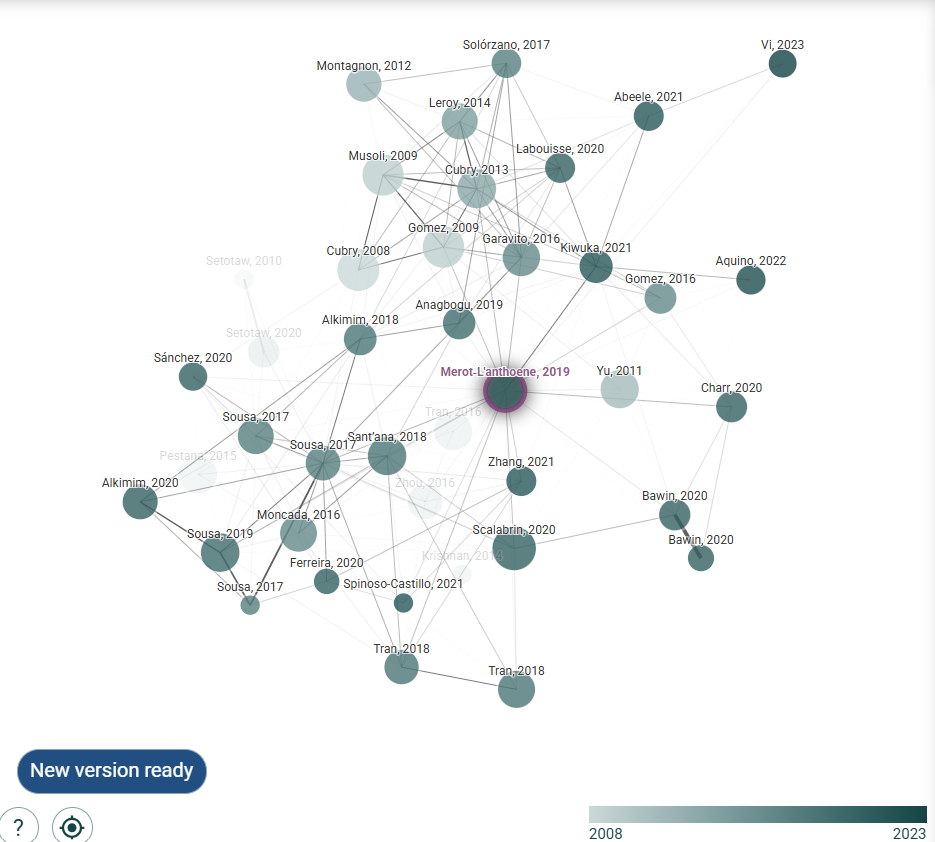 Solórzano, 2017
Vi, 2023
Montagnon, 2012
Abeele, 2021
Leroy, 2014
Labouisse, 2020
Musoli, 2009
Cubry, 2013
Gomez, 2009
Garavito, 2016
Kiwuka, 2021
Cubry, 2008
Setotaw, 2010
Aquino, 2022
Gomez, 2016
Anagbogu, 2019
Alkimim, 2018
Setotaw, 2020
Sánchez, 2020
Merot-L'anthoene, 2019
Yu, 2011
Charr, 2020
Tran, 2016
Sousa, 2017
Sousa, 2017
Sant'ana, 2018
Pestana, 2015
Zhang, 2021
Alkimim, 2020
Zhou, 2016
Bawin, 2020
Moncada, 2016
Sousa, 2019
Scalabrin, 2020
Bawin, 2020
Ferreira, 2020
Sousa, 2017
Spinoso-Castillo, 2021
Tran, 2018
Tran, 2018
New version ready
?
2008
2023